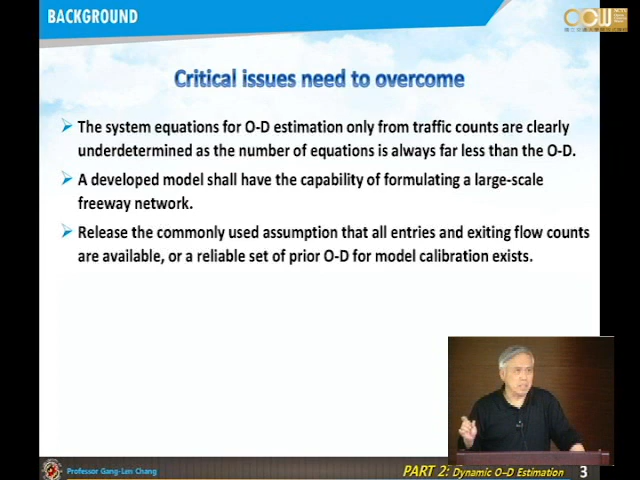 BACKGROUND
OCW
Critical issues need to overcome
The system equations for O-D estimation only from traffic counts are clearly
underdetermined as the number of equations is always far less than the O-D.
A developed model shall have the capability of formulating a large-scale
freeway network.
Release the commonly used assumption that all entries and exiting flow counts
are available, or a reliable set of prior O-D for model calibration exists.
Professor Gang-Len Chang
PART 2: Dynamic O-D Estimation
3